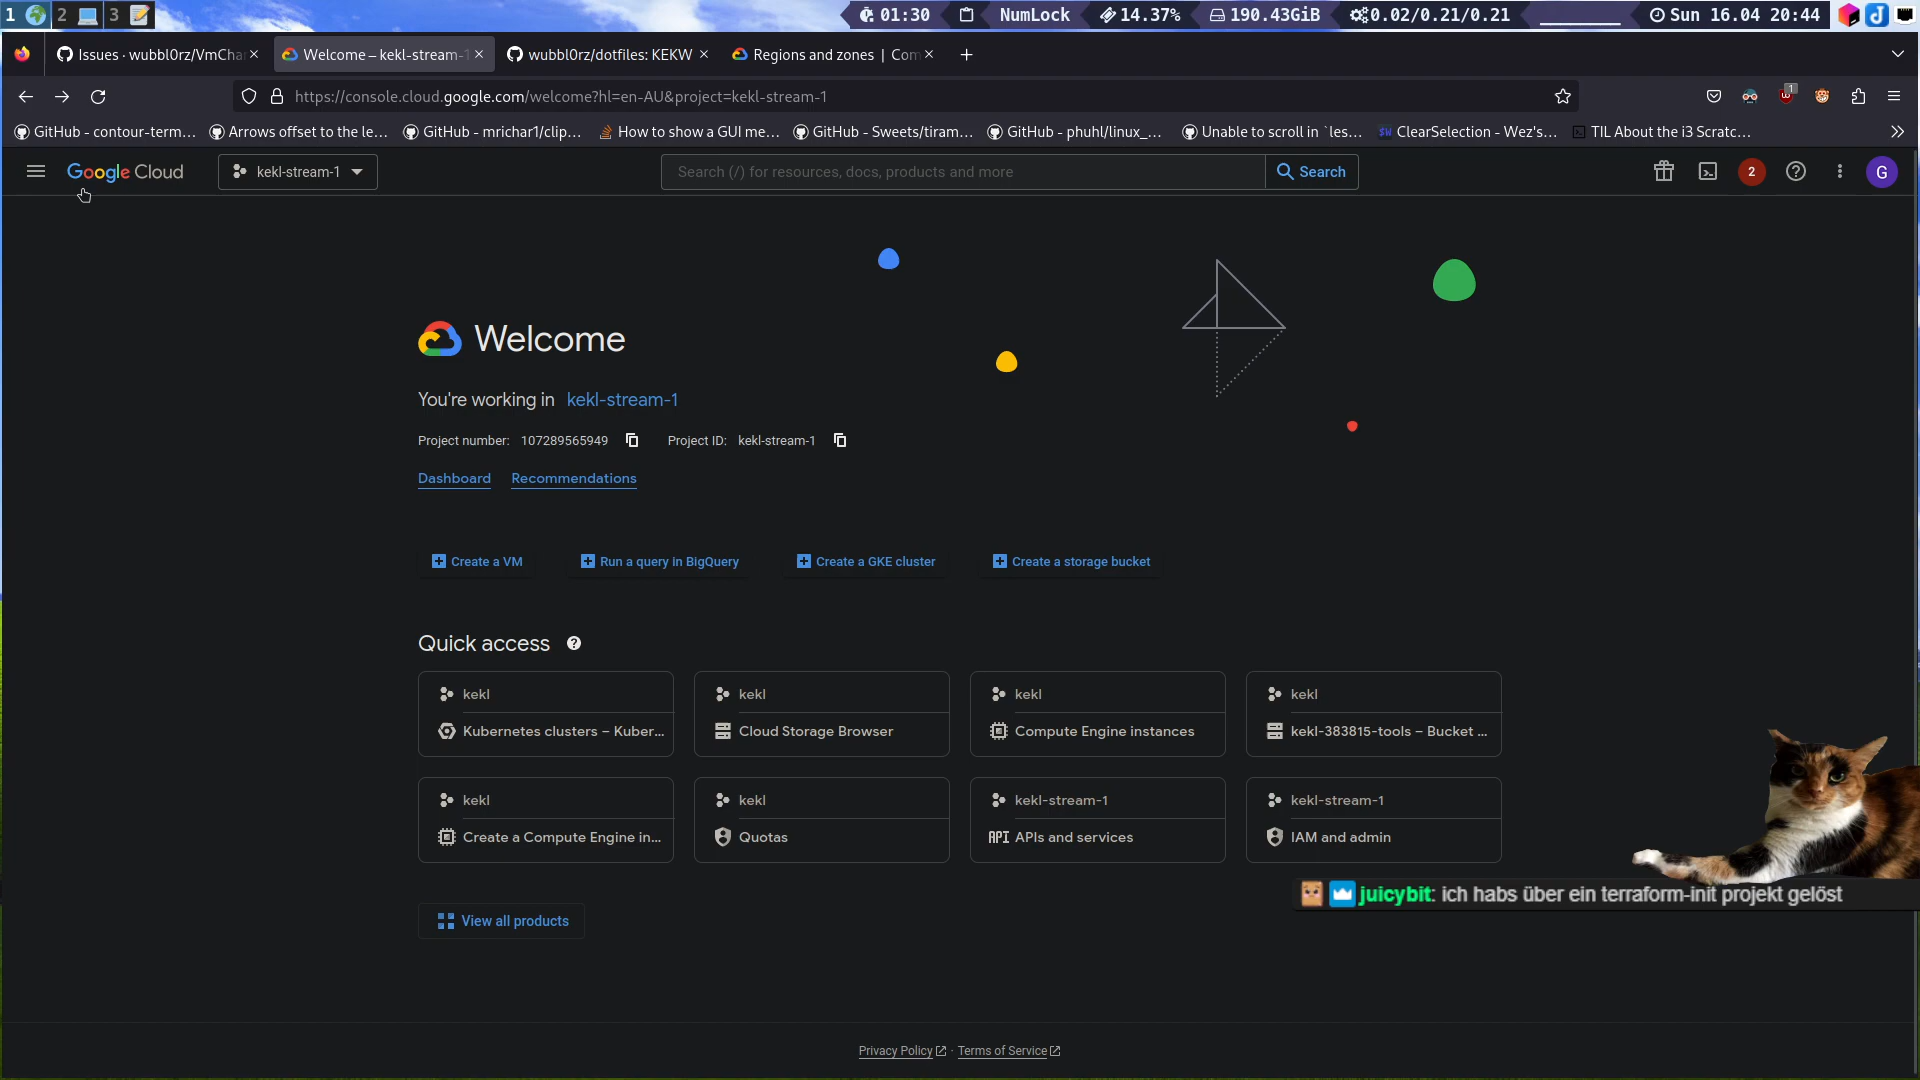 1 2 3 01:30 NumLock 14.37% 190.43GiB 0.02/0.21/0.21 Sun 16.04 20:44
Issues · wubbl0rz/VmCha Welcome – kekl-stream-1 wubbl0rz/dotfiles: KEKW Regions and zones | Com
https://console.cloud.google.com/welcome?hl=en-AU&project=kekl-stream-1 1
GitHub - contour-term... Arrows offset to the le... GitHub - mrichar1/clip... How to show a GUI me... GitHub - Sweets/tiram... GitHub - phuhl/linux_... Unable to scroll in `les... ClearSelection - Wez's... TIL About the i3 Scratc...
Google Cloud kekl-stream-1 Search (/) for resources, docs, products and more Search 2 G
Welcome
You're working in kekl-stream-1
Project number: 107289565949 Project ID: kekl-stream-1
Dashboard Recommendations
Create a VM Run a query in BigQuery Create a GKE cluster Create a storage bucket
Quick access
kekl kekl kekl kekl
Kubernetes clusters – Kuber... Cloud Storage Browser Compute Engine instances kekl-383815-tools – Bucket ...
kekl kekl kekl-stream-1 kekl-stream-1
Create a Compute Engine in... Quotas API APIs and services IAM and admin
juicybit: ich habs über ein terraform-init projekt gelöst
View all products
Privacy Policy · Terms of Service